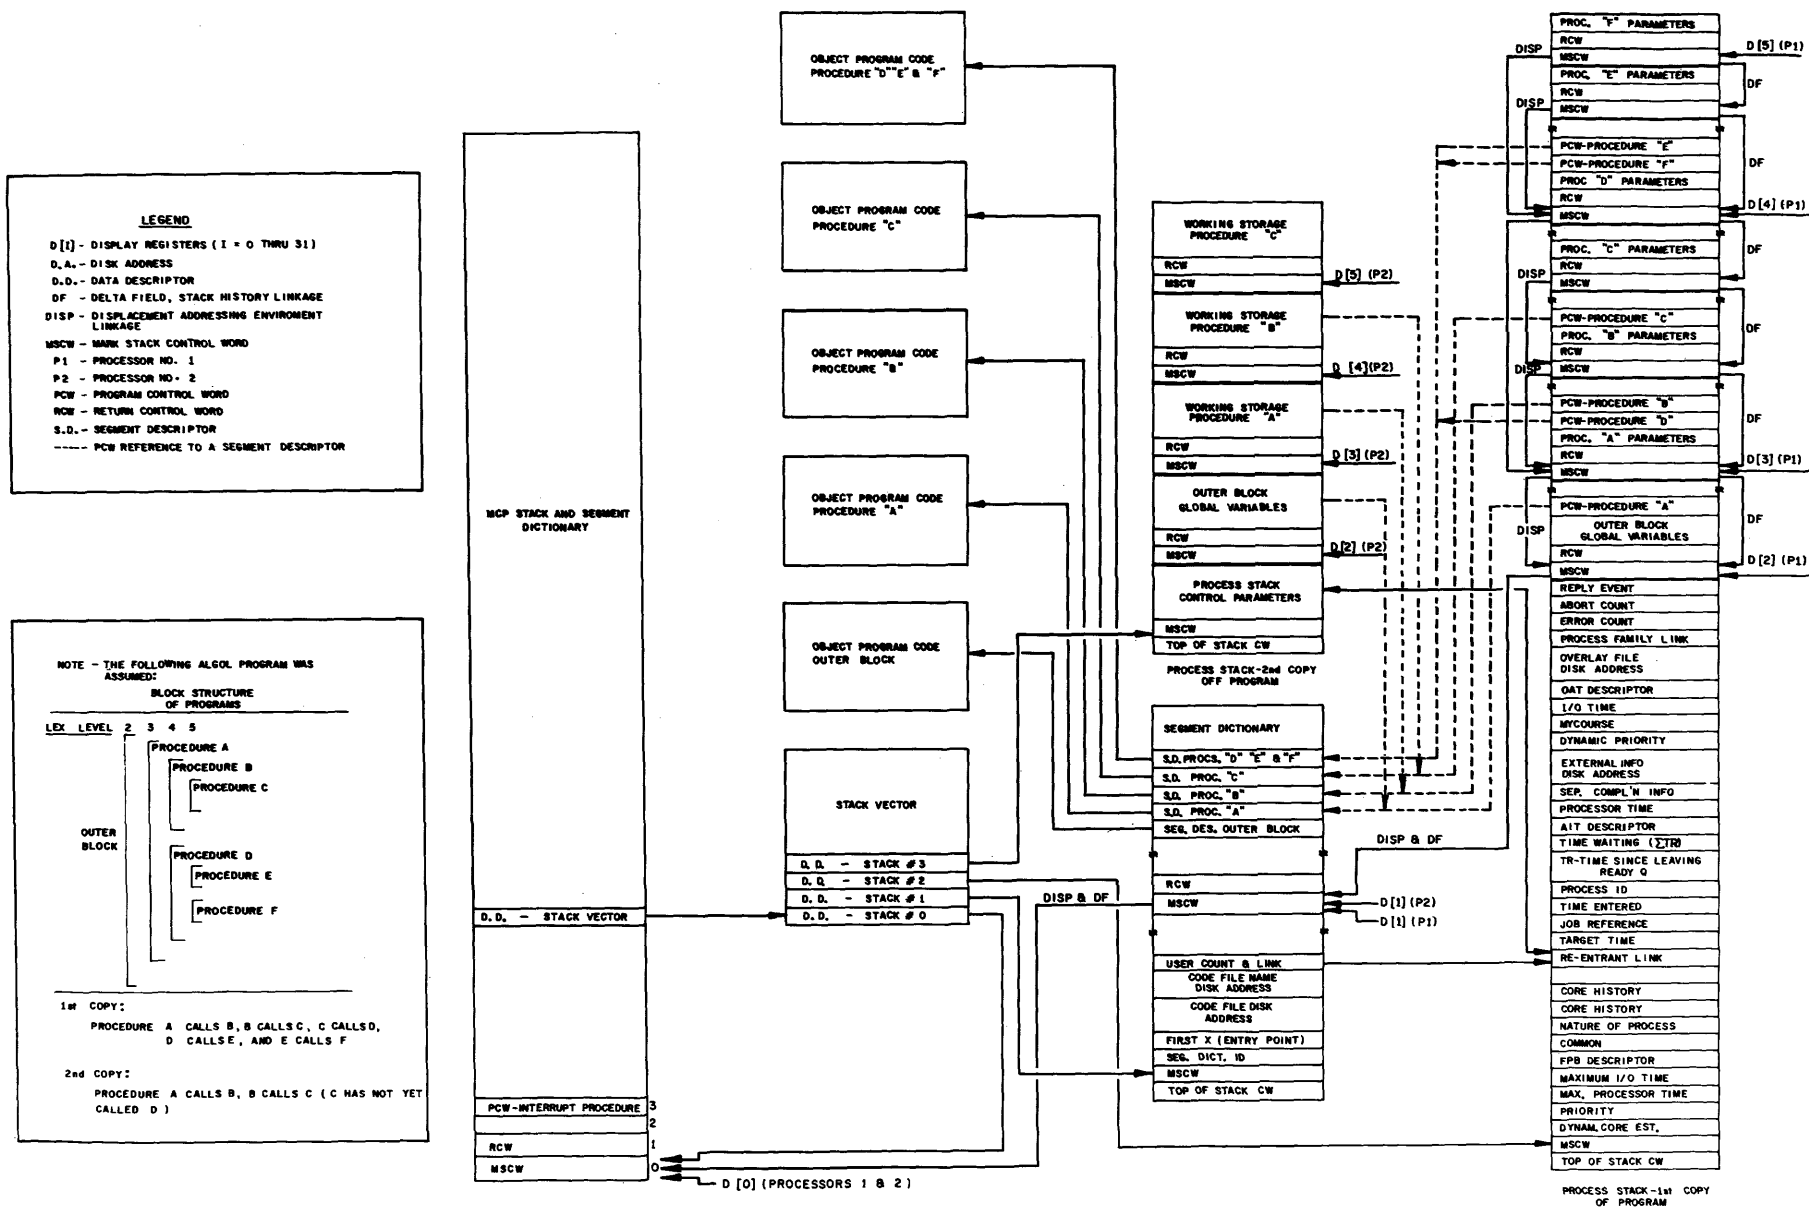 LEGEND
D[I] - DISPLAY REGISTERS ( I = 0 THRU 31)
D.A. - DISK ADDRESS
D.D. - DATA DESCRIPTOR
DF - DELTA FIELD, STACK HISTORY LINKAGE
DISP - DISPLACEMENT ADDRESSING ENVIROMENT
LINKAGE
MSCW - MARK STACK CONTROL WORD
P1 - PROCESSOR NO. 1
P2 - PROCESSOR NO. 2
PCW - PROGRAM CONTROL WORD
RCW - RETURN CONTROL WORD
S.D. - SEGMENT DESCRIPTOR
----- PCW REFERENCE TO A SEGMENT DESCRIPTOR
NOTE - THE FOLLOWING ALGOL PROGRAM WAS
ASSUMED:
BLOCK STRUCTURE
OF PROGRAMS
LEX LEVEL 2 3 4 5
PROCEDURE A
PROCEDURE B
PROCEDURE C
OUTER
BLOCK
PROCEDURE D
PROCEDURE E
PROCEDURE F
1st COPY:
PROCEDURE A CALLS B, B CALLS C, C CALLS D,
D CALLS E, AND E CALLS F
2nd COPY:
PROCEDURE A CALLS B, B CALLS C ( C HAS NOT YET
CALLED D )
MCP STACK AND SEGMENT
DICTIONARY
D.D. - STACK VECTOR
PCW-INTERRUPT PROCEDURE 3
2
RCW 1
MSCW 0
D [0] (PROCESSORS 1 & 2)
OBJECT PROGRAM CODE
PROCEDURE "D" "E" & "F"
OBJECT PROGRAM CODE
PROCEDURE "C"
OBJECT PROGRAM CODE
PROCEDURE "B"
OBJECT PROGRAM CODE
PROCEDURE "A"
OBJECT PROGRAM CODE
OUTER BLOCK
STACK VECTOR
D. D. - STACK # 3
D. D. - STACK # 2
D. D. - STACK # 1
D. D. - STACK # 0
DISP & DF
WORKING STORAGE
PROCEDURE "C"
RCW
MSCW
D [5] (P2)
WORKING STORAGE
PROCEDURE "B"
RCW
MSCW
D [4](P2)
WORKING STORAGE
PROCEDURE "A"
RCW
MSCW
D [3] (P2)
OUTER BLOCK
GLOBAL VARIABLES
RCW
MSCW
D[2] (P2)
PROCESS STACK
CONTROL PARAMETERS
MSCW
TOP OF STACK CW
PROCESS STACK-2nd COPY
OFF PROGRAM
SEGMENT DICTIONARY
S.D. PROCS. "D" "E" & "F"
S.D. PROC. "C"
S.D. PROC. "B"
S.D. PROC. "A"
SEG. DES. OUTER BLOCK
DISP & DF
RCW
MSCW
D[1] (P2)
D[1] (P1)
USER COUNT & LINK
CODE FILE NAME
DISK ADDRESS
CODE FILE DISK
ADDRESS
FIRST X (ENTRY POINT)
SEG. DICT. ID
MSCW
TOP OF STACK CW
PROC. "F" PARAMETERS
RCW
MSCW
DISP
D [5] (P1)
PROC. "E" PARAMETERS
RCW
MSCW
DISP
DF
PCW-PROCEDURE "E"
PCW-PROCEDURE "F"
PROC "D" PARAMETERS
RCW
MSCW
DF
D[4] (P1)
PROC. "C" PARAMETERS
RCW
MSCW
DISP
DF
PCW-PROCEDURE "C"
PROC. "B" PARAMETERS
RCW
MSCW
DISP
DF
PCW-PROCEDURE "B"
PCW-PROCEDURE "D"
PROC. "A" PARAMETERS
RCW
MSCW
DF
D[3] (P1)
PCW-PROCEDURE "A"
OUTER BLOCK
GLOBAL VARIABLES
RCW
MSCW
DISP
DF
D [2] (P1)
REPLY EVENT
ABORT COUNT
ERROR COUNT
PROCESS FAMILY LINK
OVERLAY FILE
DISK ADDRESS
OAT DESCRIPTOR
I/O TIME
MYCOURSE
DYNAMIC PRIORITY
EXTERNAL INFO
DISK ADDRESS
SEP. COMPL'N INFO
PROCESSOR TIME
AIT DESCRIPTOR
TIME WAITING (ΣTR)
TR-TIME SINCE LEAVING
READY Q
PROCESS ID
TIME ENTERED
JOB REFERENCE
TARGET TIME
RE-ENTRANT LINK
CORE HISTORY
CORE HISTORY
NATURE OF PROCESS
COMMON
FPB DESCRIPTOR
MAXIMUM I/O TIME
MAX. PROCESSOR TIME
PRIORITY
DYNAM. CORE EST.
MSCW
TOP OF STACK CW
PROCESS STACK-1st COPY
OF PROGRAM